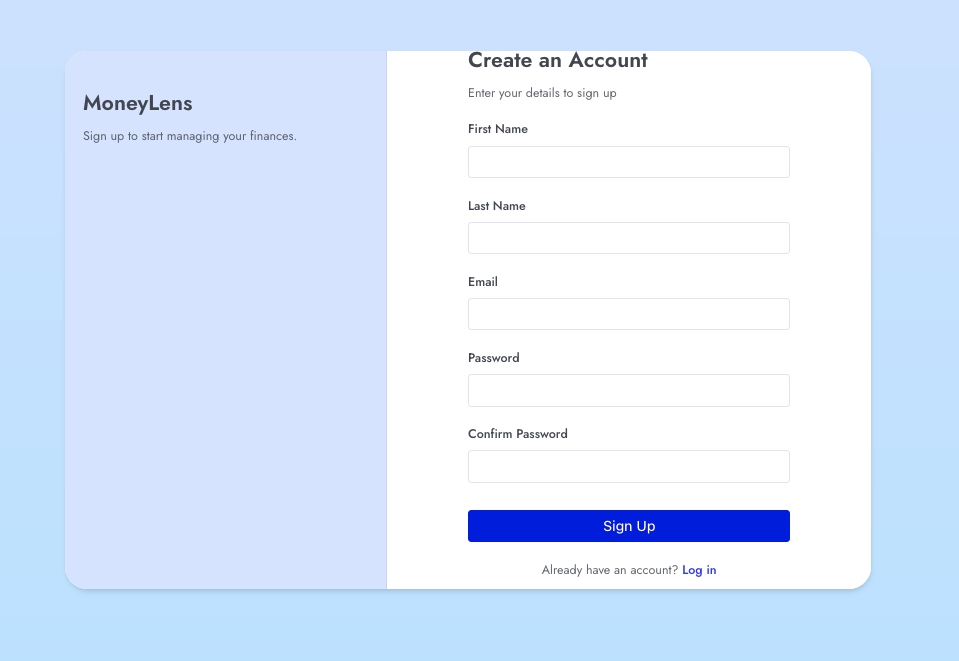 MoneyLens
Sign up to start managing your finances.
Create an Account
Enter your details to sign up
First Name
Last Name
Email
Password
Confirm Password
Sign Up
Already have an account? Log in